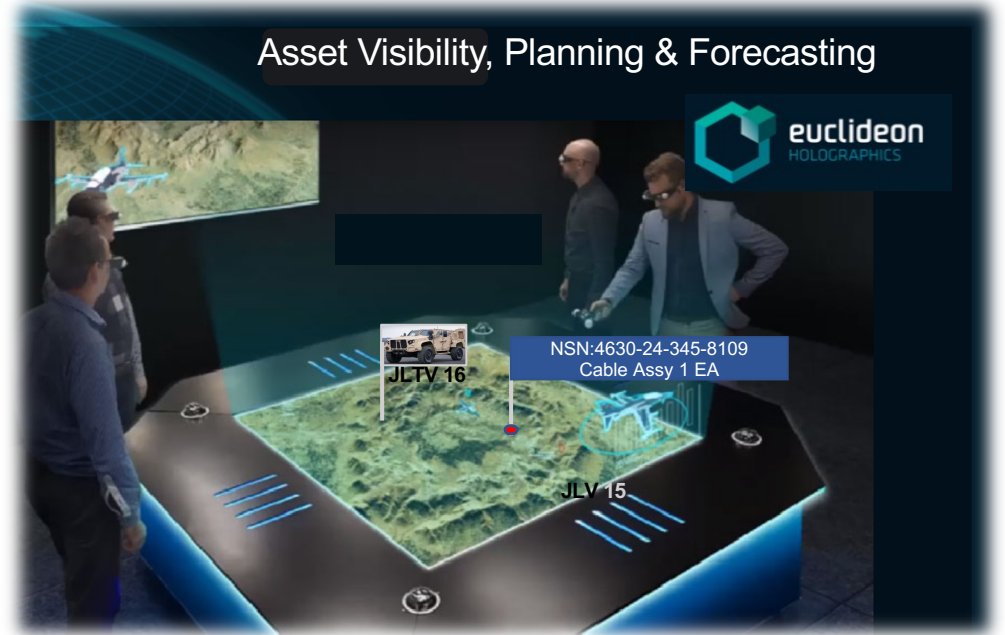 Asset Visibility, Planning & Forecasting
euclideon
HOLOGRAPHICS
NSN:4630-24-345-8109
Cable Assy 1 EA
JLTV 16
JLV 15